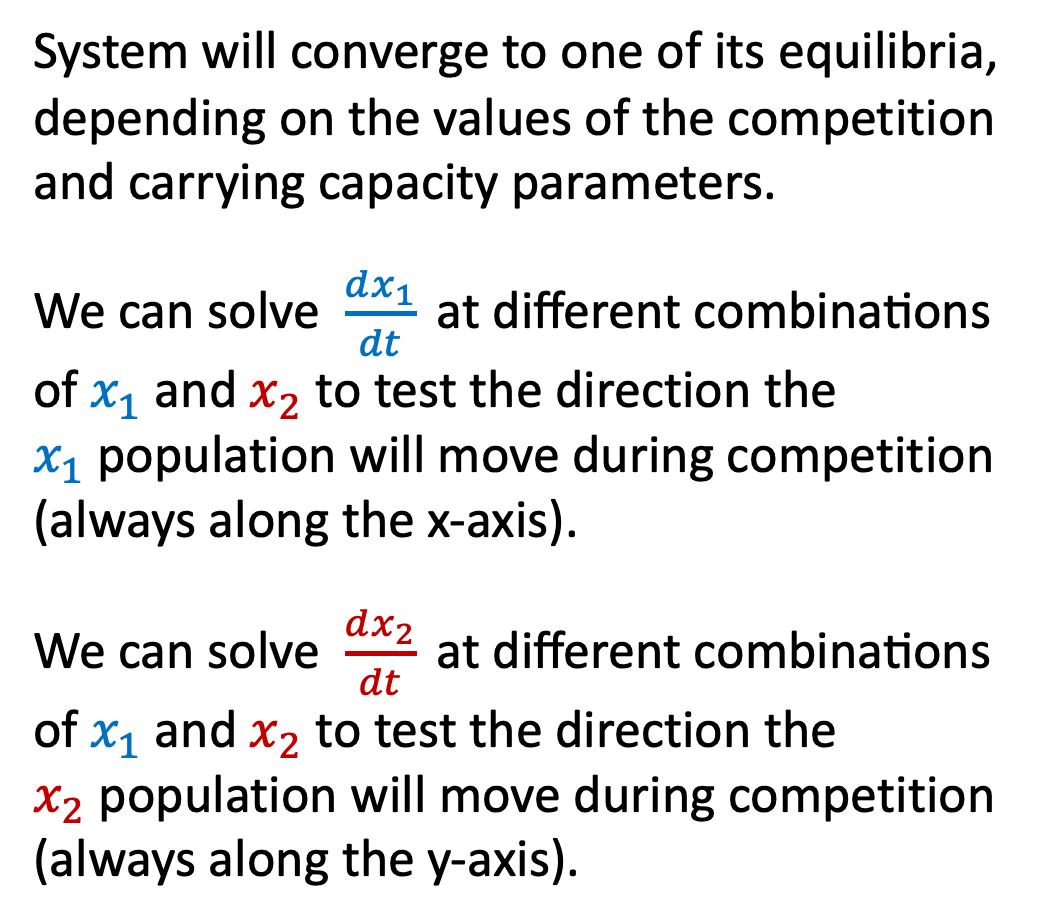 System will converge to one of its equilibria,
depending on the values of the competition
and carrying capacity parameters.
We can solve dx₁/dt at different combinations
of x₁ and x₂ to test the direction the
x₁ population will move during competition
(always along the x-axis).
We can solve dx₂/dt at different combinations
of x₁ and x₂ to test the direction the
x₂ population will move during competition
(always along the y-axis).